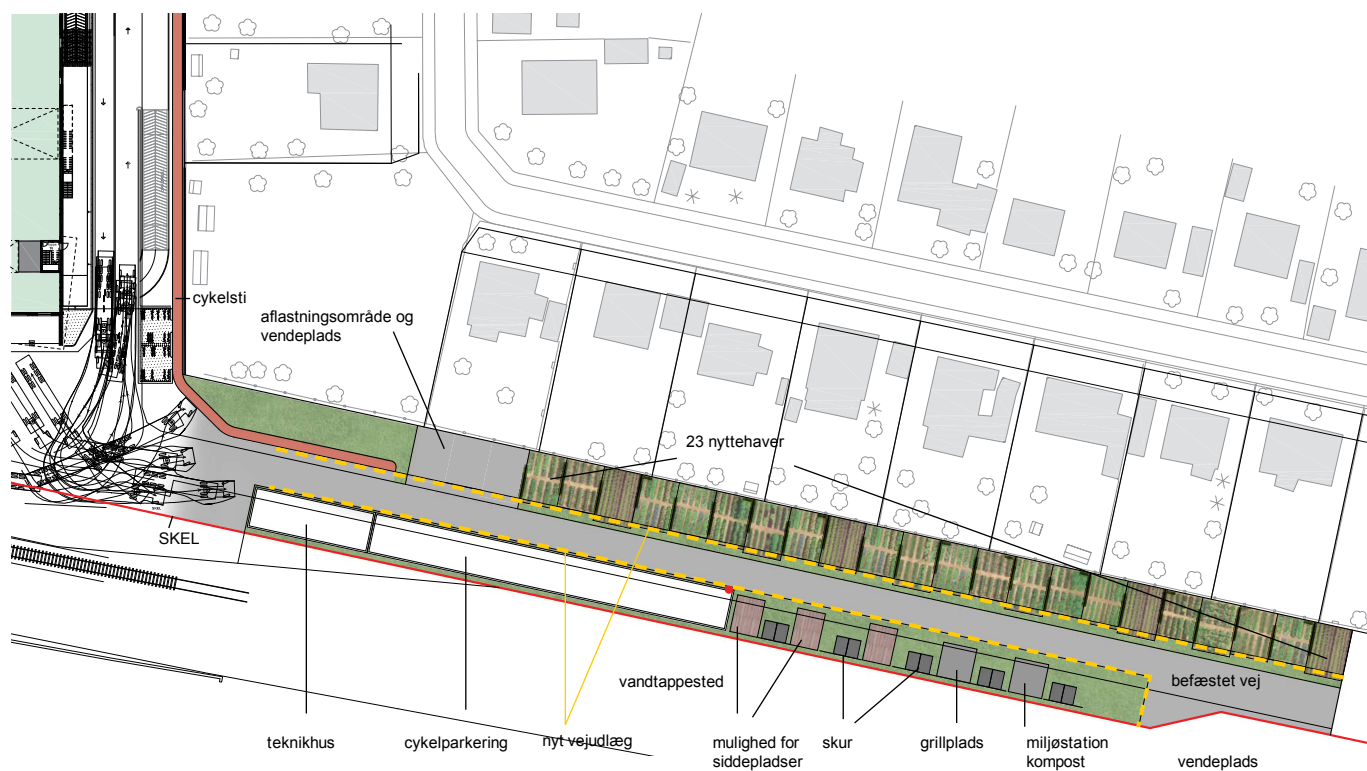 cykelsti
aflastningsområde og
vendeplads
23 nyttehaver
SKEL
SKEL
befæstet vej
vandtappested
teknikhus
cykelparkering
nyt vejudlæg
mulighed for
siddepladser
skur
grillplads
miljøstation
kompost
vendeplads